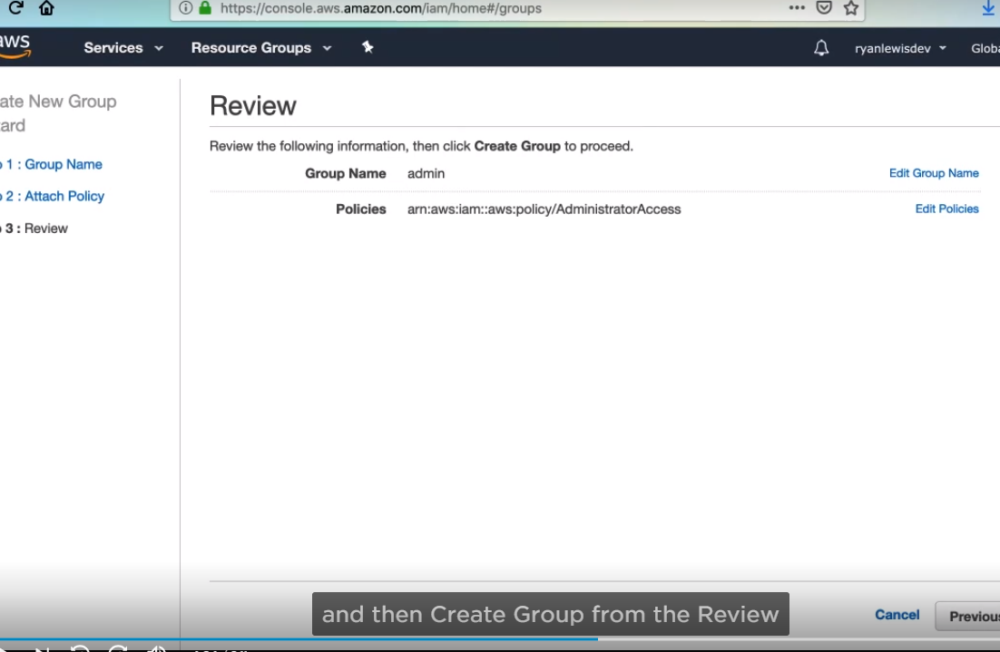 https://console.aws.amazon.com/iam/home#/groups
aws
Services
Resource Groups
ryanlewisdev
Globa
ate New Group
ard
Review
Review the following information, then click Create Group to proceed.
1 : Group Name
Group Name admin Edit Group Name
2 : Attach Policy
Policies arn:aws:iam::aws:policy/AdministratorAccess Edit Policies
3 : Review
and then Create Group from the Review
Cancel
Previous